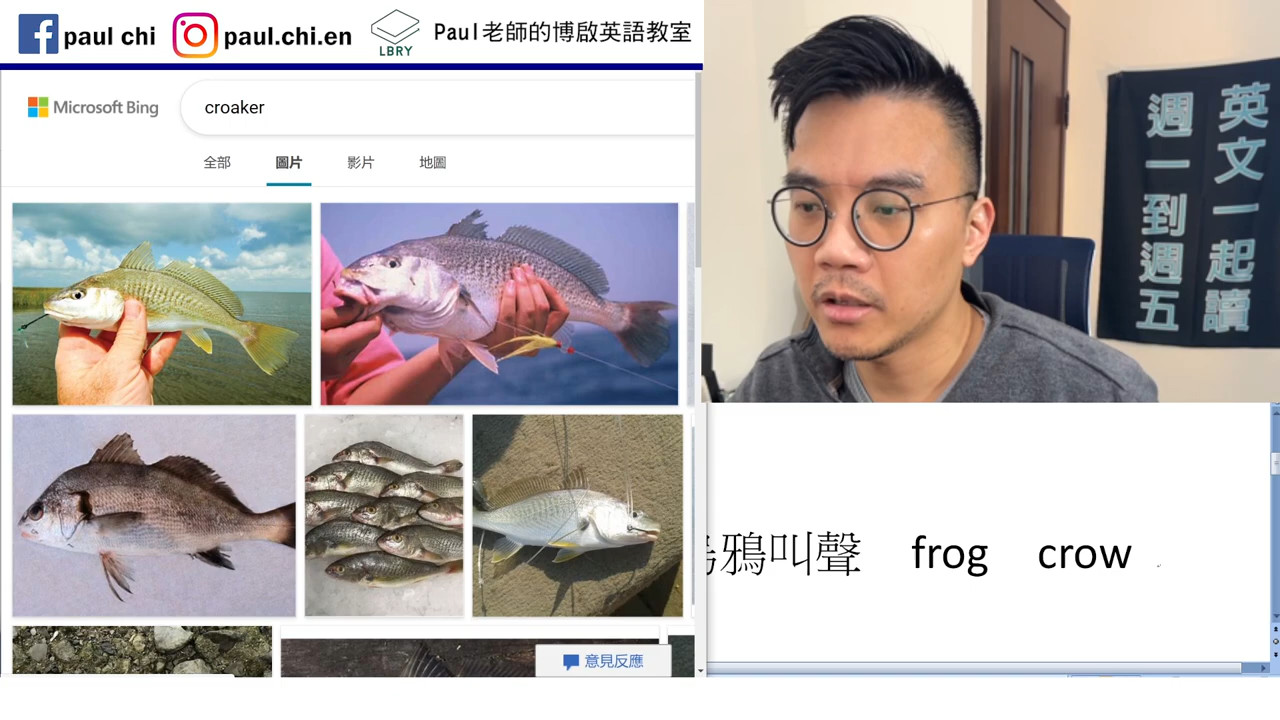 paul chi
paul.chi.en
LBRY
Paul老師的博啟英語教室
Microsoft Bing
croaker
全部
圖片
影片
地圖
英文一起讀
週一到週五
鴉叫聲 frog crow
意見反應